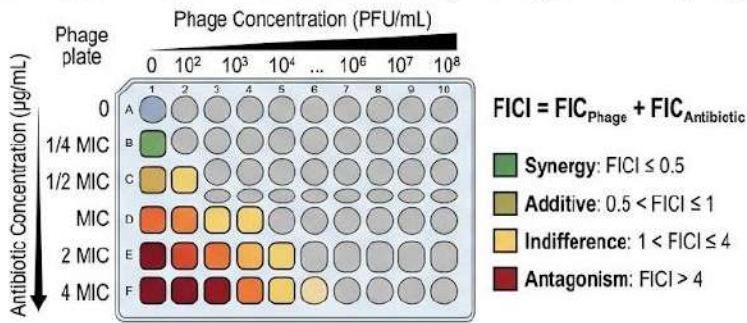 Phage Concentration (PFU/mL)
Phage
plate
0 10² 10³ 10⁴ ... 10⁶ 10⁷ 10⁸
1 2 3 4 5 6 7 8 9 10
Antibiotic Concentration (µg/mL)
0 A
1/4 MIC B
1/2 MIC C
MIC D
2 MIC E
4 MIC F
FICI = FIC_Phage + FIC_Antibiotic
Synergy: FICI ≤ 0.5
Additive: 0.5 < FICI ≤ 1
Indifference: 1 < FICI ≤ 4
Antagonism: FICI > 4